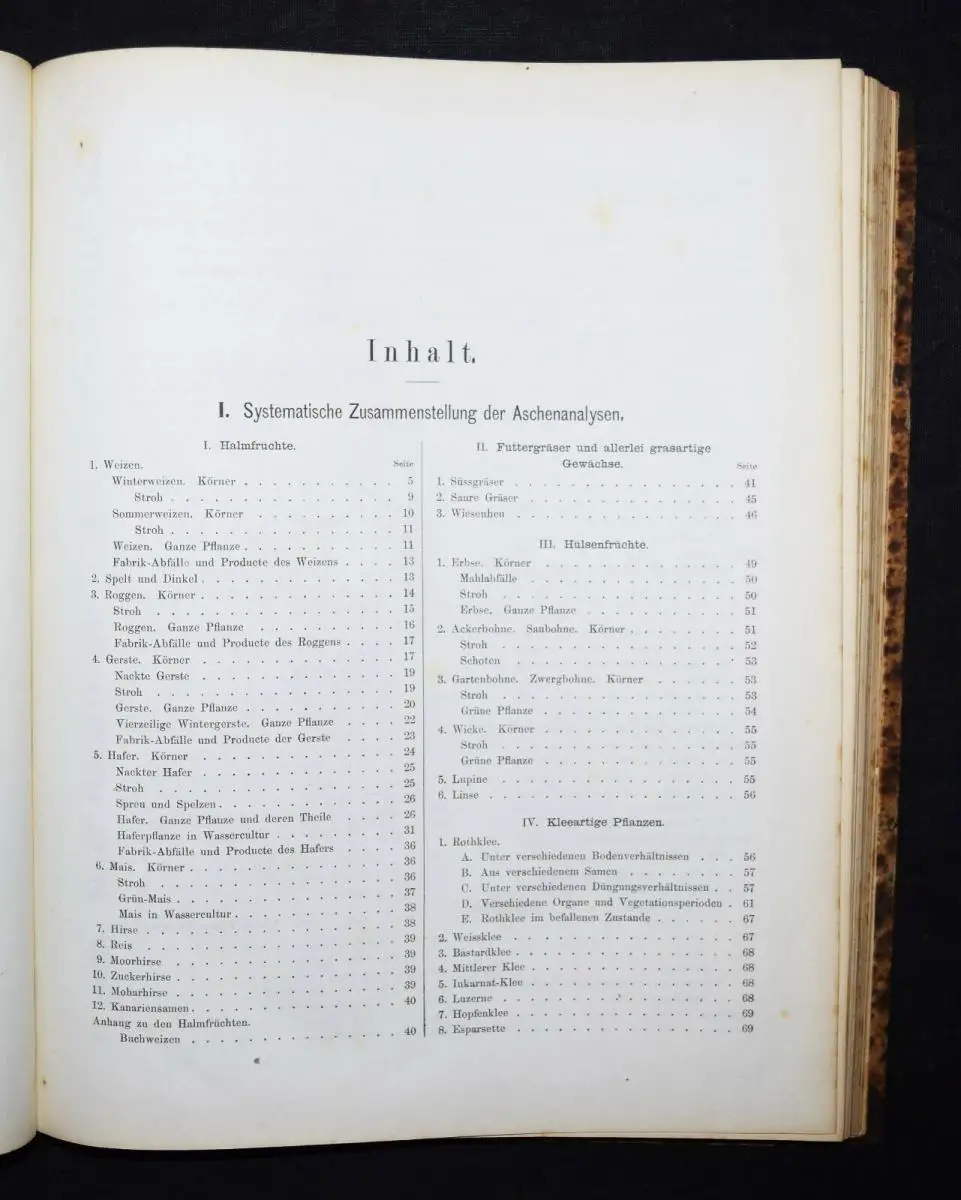 Inhalt.
I. Systematische Zusammenstellung der Aschenanalysen.
I. Halmfrüchte.
Seite
1. Weizen.
Winterweizen. Körner . . . . . . . . . . . 5
Stroh . . . . . . . . . . . . . . . . 9
Sommerweizen. Körner . . . . . . . . . . 10
Stroh . . . . . . . . . . . . . . . . 11
Weizen. Ganze Pflanze . . . . . . . . . . . 11
Fabrik-Abfälle und Producte des Weizens . . . . 13
2. Spelt und Dinkel . . . . . . . . . . . . . . 13
3. Roggen. Körner . . . . . . . . . . . . . . 14
Stroh . . . . . . . . . . . . . . . . . 15
Roggen. Ganze Pflanze . . . . . . . . . . 16
Fabrik-Abfälle und Producte des Roggens . . . . 17
4. Gerste. Körner . . . . . . . . . . . . . . 17
Nackte Gerste . . . . . . . . . . . . . . 19
Stroh . . . . . . . . . . . . . . . . . 19
Gerste. Ganze Pflanze . . . . . . . . . . . 20
Vierzeilige Wintergerste. Ganze Pflanze . . . . 22
Fabrik-Abfälle und Producte der Gerste . . . . 23
5. Hafer. Körner . . . . . . . . . . . . . . 24
Nackter Hafer . . . . . . . . . . . . . . 25
Stroh . . . . . . . . . . . . . . . . . 25
Spreu und Spelzen . . . . . . . . . . . . . 26
Hafer. Ganze Pflanze und deren Theile . . . . 26
Haferpflanze in Wassercultur . . . . . . . . . 31
Fabrik-Abfälle und Producte des Hafers . . . . 36
6. Mais. Körner . . . . . . . . . . . . . . . 36
Stroh . . . . . . . . . . . . . . . . . 36
Grün-Mais . . . . . . . . . . . . . . . . 37
Mais in Wassercultur . . . . . . . . . . . . 38
7. Hirse . . . . . . . . . . . . . . . . . . 38
8. Reis . . . . . . . . . . . . . . . . . . 39
9. Moorhirse . . . . . . . . . . . . . . . . 39
10. Zuckerhirse . . . . . . . . . . . . . . . . 39
11. Moharhirse . . . . . . . . . . . . . . . . 39
12. Kanariensamen . . . . . . . . . . . . . . . 40
Anhang zu den Halmfrüchten.
Buchweizen . . . . . . . . . . . . . . . 40
II. Futtergräser und allerlei grasartige
Gewächse.
Seite
1. Süssgräser . . . . . . . . . . . . . . . . 41
2. Saure Gräser . . . . . . . . . . . . . . . 45
3. Wiesenheu . . . . . . . . . . . . . . . . 46
III. Hülsenfrüchte.
1. Erbse. Körner . . . . . . . . . . . . . . 49
Mahlabfälle . . . . . . . . . . . . . . . 50
Stroh . . . . . . . . . . . . . . . . . 50
Erbse. Ganze Pflanze . . . . . . . . . . . 51
2. Ackerbohne. Saubohne. Körner . . . . . . . . 51
Stroh . . . . . . . . . . . . . . . . . 52
Schoten . . . . . . . . . . . . . . . . 53
3. Gartenbohne. Zwergbohne. Körner . . . . . . 53
Stroh . . . . . . . . . . . . . . . . . 53
Grüne Pflanze . . . . . . . . . . . . . . 54
4. Wicke. Körner . . . . . . . . . . . . . . 55
Stroh . . . . . . . . . . . . . . . . . 55
Grüne Pflanze . . . . . . . . . . . . . . 55
5. Lupine . . . . . . . . . . . . . . . . . 55
6. Linse . . . . . . . . . . . . . . . . . . 56
IV. Kleeartige Pflanzen.
1. Rothklee.
A. Unter verschiedenen Bodenverhältnissen . . . 56
B. Aus verschiedenem Samen . . . . . . . . 57
C. Unter verschiedenen Düngungsverhältnissen . . 57
D. Verschiedene Organe und Vegetationsperioden . 61
E. Rothklee im befallenen Zustande . . . . . . 67
2. Weissklee . . . . . . . . . . . . . . . . 67
3. Bastardklee . . . . . . . . . . . . . . . . 68
4. Mittlerer Klee . . . . . . . . . . . . . . . 68
5. Inkarnat-Klee . . . . . . . . . . . . . . . 68
6. Luzerne . . . . . . . . . . . . . . . . . 68
7. Hopfenklee . . . . . . . . . . . . . . . . 69
8. Esparsette . . . . . . . . . . . . . . . . 69